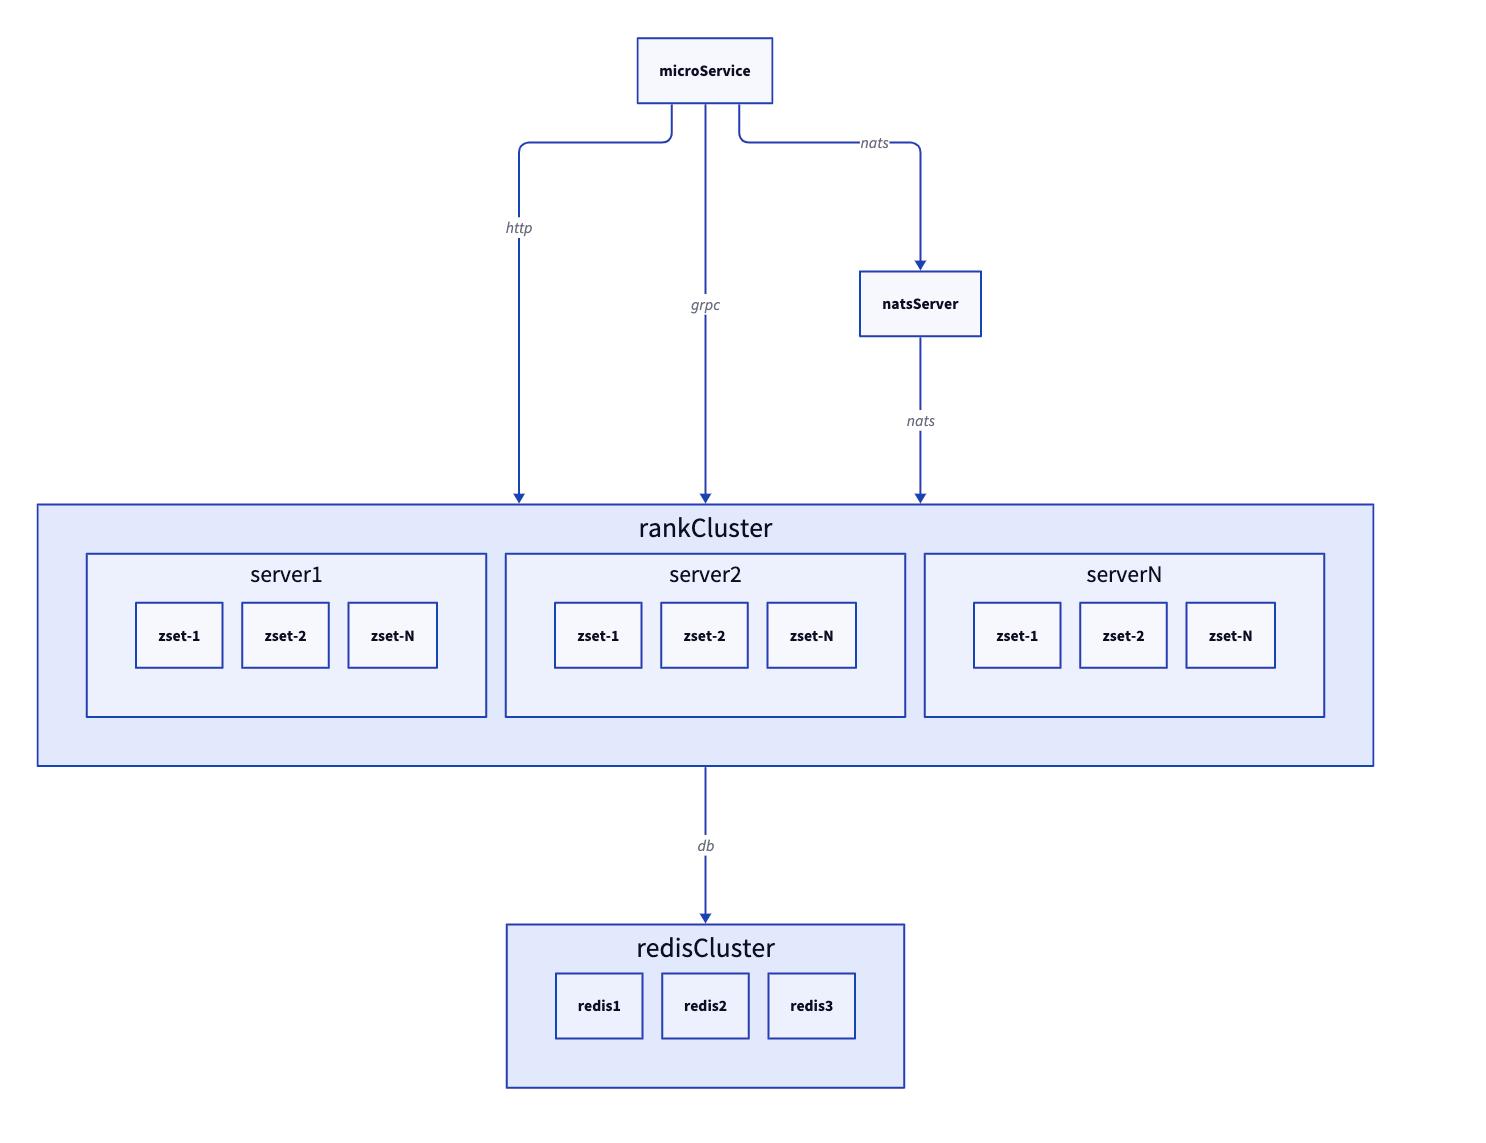 microService
nats
http
grpc
natsServer
nats
rankCluster
server1
server2
serverN
zset-1
zset-2
zset-N
zset-1
zset-2
zset-N
zset-1
zset-2
zset-N
db
redisCluster
redis1
redis2
redis3